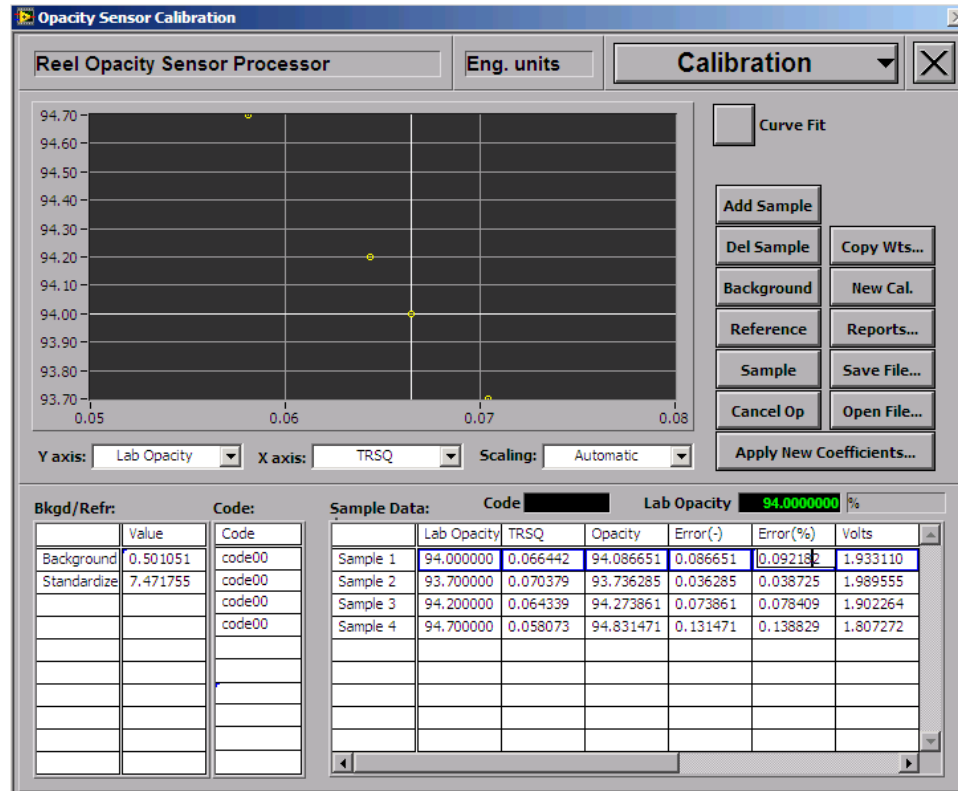 Opacity Sensor Calibration
Reel Opacity Sensor Processor Eng. units Calibration
94.70
94.60
94.50
94.40
94.30
94.20
94.10
94.00
93.90
93.80
93.70
0.05 0.06 0.07 0.08
Y axis: Lab Opacity X axis: TRSQ Scaling: Automatic
Curve Fit
Add Sample
Del Sample Copy Wts...
Background New Cal.
Reference Reports...
Sample Save File...
Cancel Op Open File...
Apply New Coefficients...
Bkgd/Refr: Code: Sample Data: Code Lab Opacity 94.0000000 %
Value Code Lab Opacity TRSQ Opacity Error(-) Error(%) Volts
Background 0.501051 code00 Sample 1 94.000000 0.066442 94.086651 0.086651 0.092182 1.933110
Standardize 7.471755 code00 Sample 2 93.700000 0.070379 93.736285 0.036285 0.038725 1.989555
code00 Sample 3 94.200000 0.064339 94.273861 0.073861 0.078409 1.902264
code00 Sample 4 94.700000 0.058073 94.831471 0.131471 0.138829 1.807272